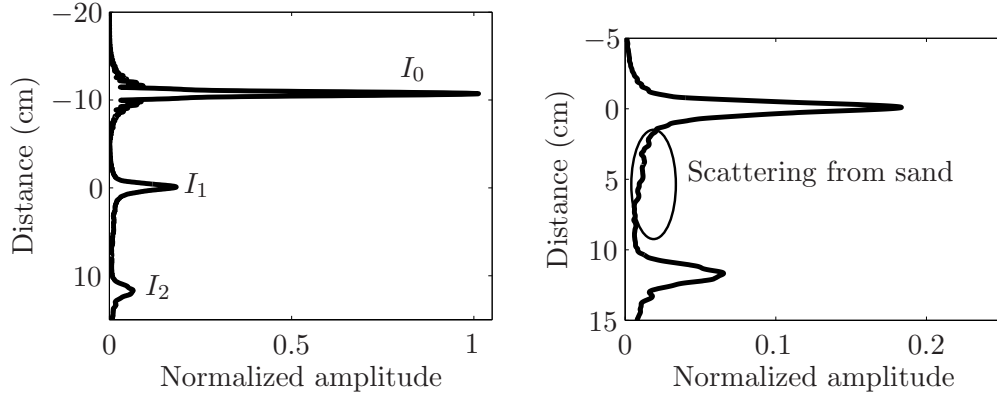 −20
−10
0
10
Distance (cm)
I0
I1
I2
0
0.5
1
Normalized amplitude
−5
0
5
10
15
Distance (cm)
Scattering from sand
0
0.1
0.2
Normalized amplitude